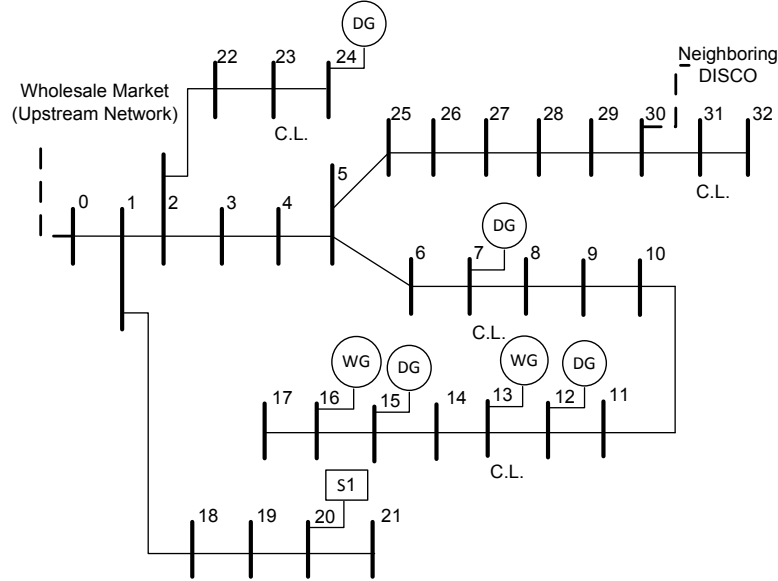 DG
22
23
24
C.L.
Wholesale Market
(Upstream Network)
Neighboring
DISCO
25
26
27
28
29
30
31
32
C.L.
0
1
2
3
4
5
DG
6
7
8
9
10
C.L.
WG
DG
WG
DG
17
16
15
14
13
12
11
C.L.
S1
18
19
20
21